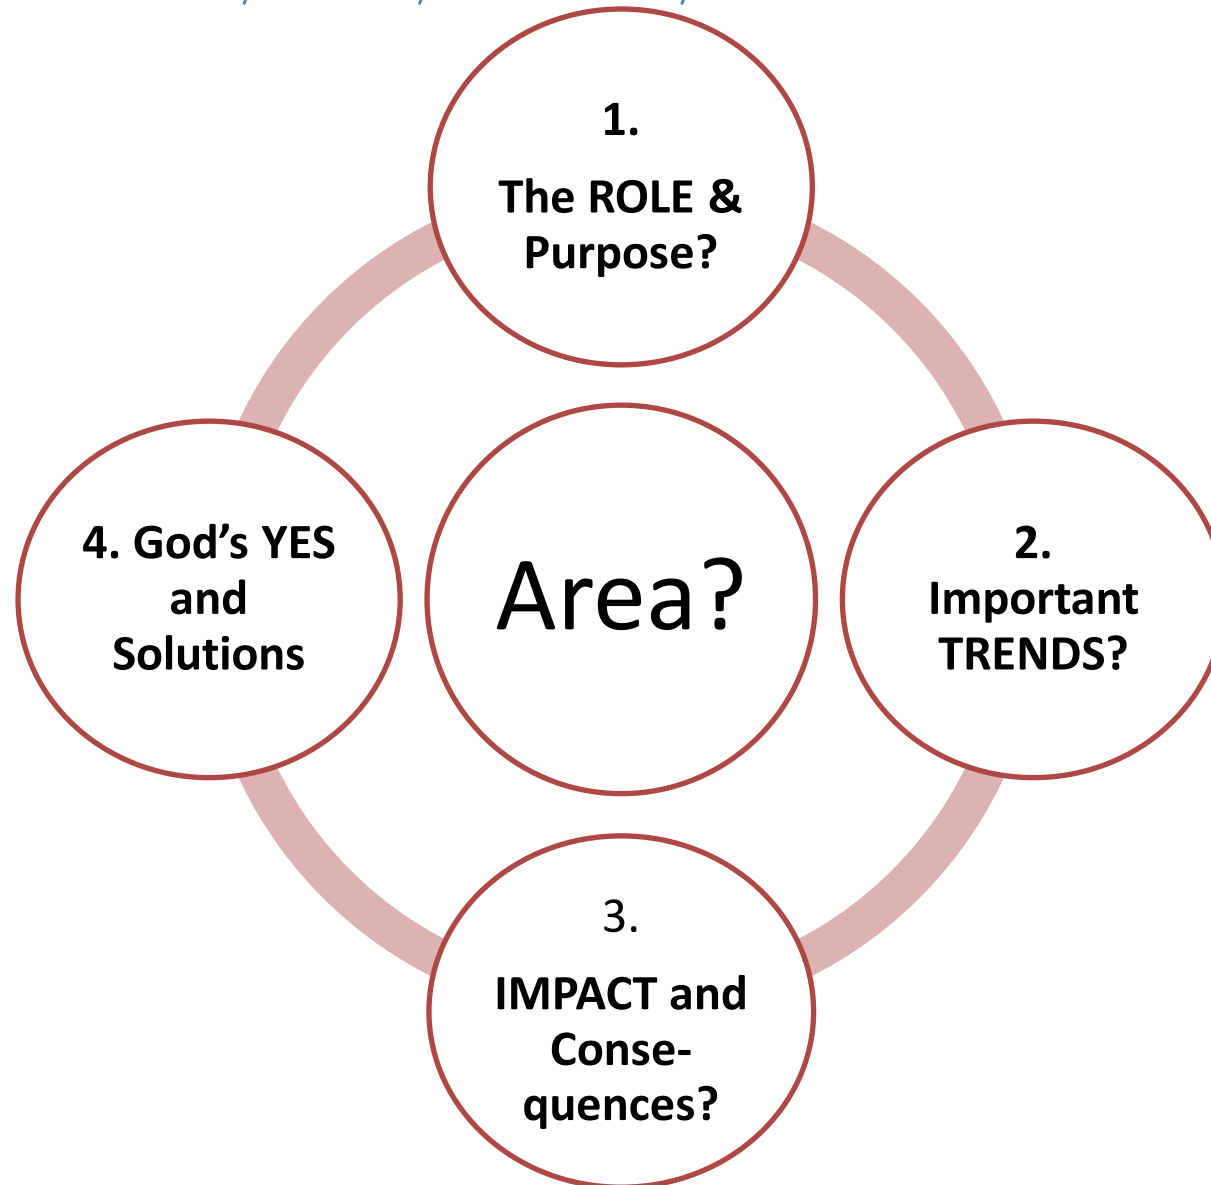 1.
The ROLE &
Purpose?
4. God’s YES
and
Solutions
Area?
2.
Important
TRENDS?
3.
IMPACT and
Conse-
quences?